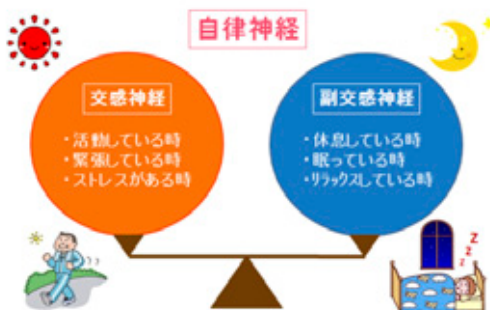 自律神経
交感神経
・活動している時
・緊張している時
・ストレスがある時
副交感神経
・休息している時
・眠っている時
・リラックスしている時
z
z
z